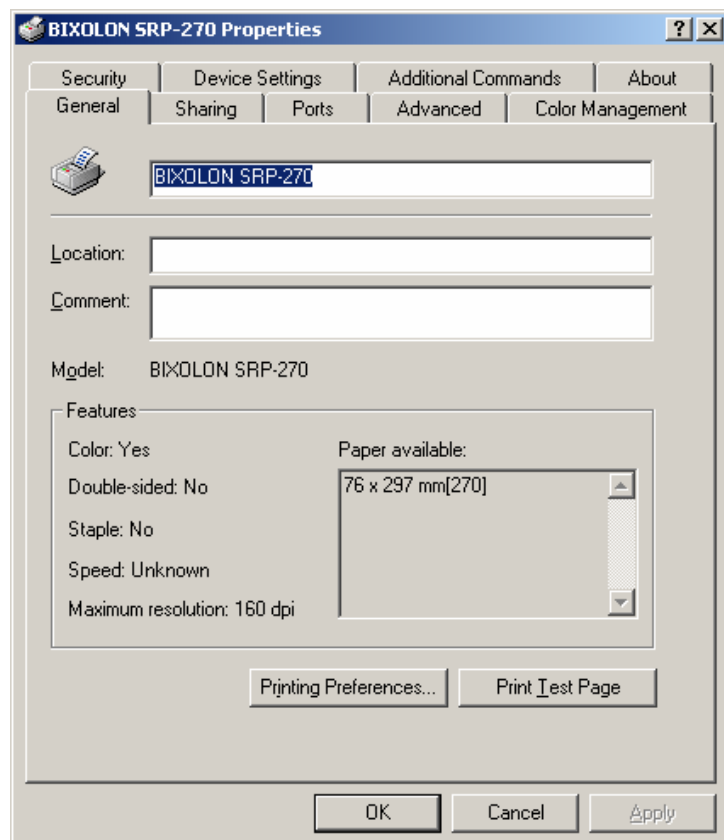 BIXOLON SRP-270 Properties
Security Device Settings Additional Commands About
General Sharing Ports Advanced Color Management
BIXOLON SRP-270
Location:
Comment:
Model: BIXOLON SRP-270
Features
Color: Yes Paper available:
Double-sided: No 76 x 297 mm[270]
Staple: No
Speed: Unknown
Maximum resolution: 160 dpi
Printing Preferences... Print Test Page
OK Cancel Apply